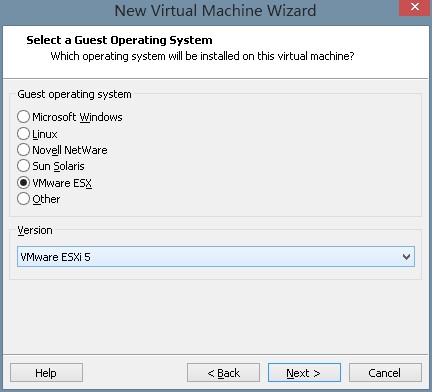 New Virtual Machine Wizard
Select a Guest Operating System
Which operating system will be installed on this virtual machine?
Guest operating system
Microsoft Windows
Linux
Novell NetWare
Sun Solaris
VMware ESX
Other
Version
VMware ESXi 5
Help
< Back
Next >
Cancel